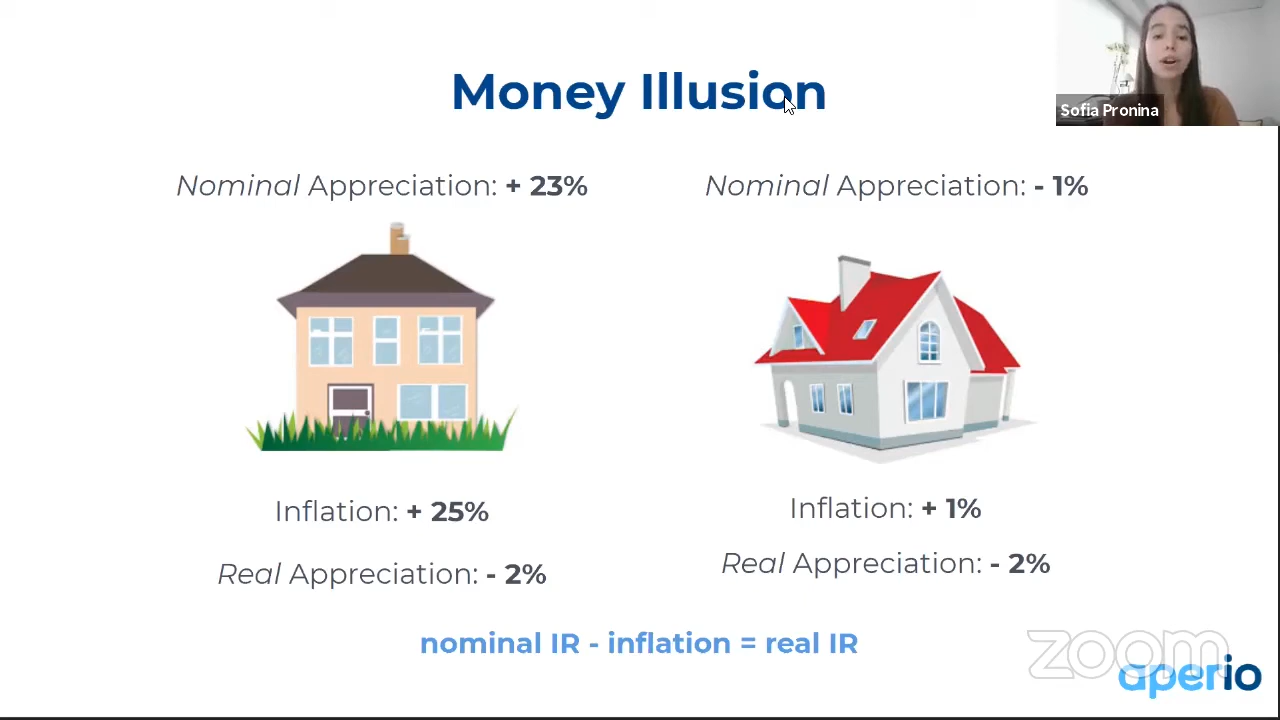 Money Illusion
Sofia Pronina
Nominal Appreciation: + 23%
Nominal Appreciation: - 1%
Inflation: + 25%
Inflation: + 1%
Real Appreciation: - 2%
Real Appreciation: - 2%
nominal IR - inflation = real IR
zoom
aperio